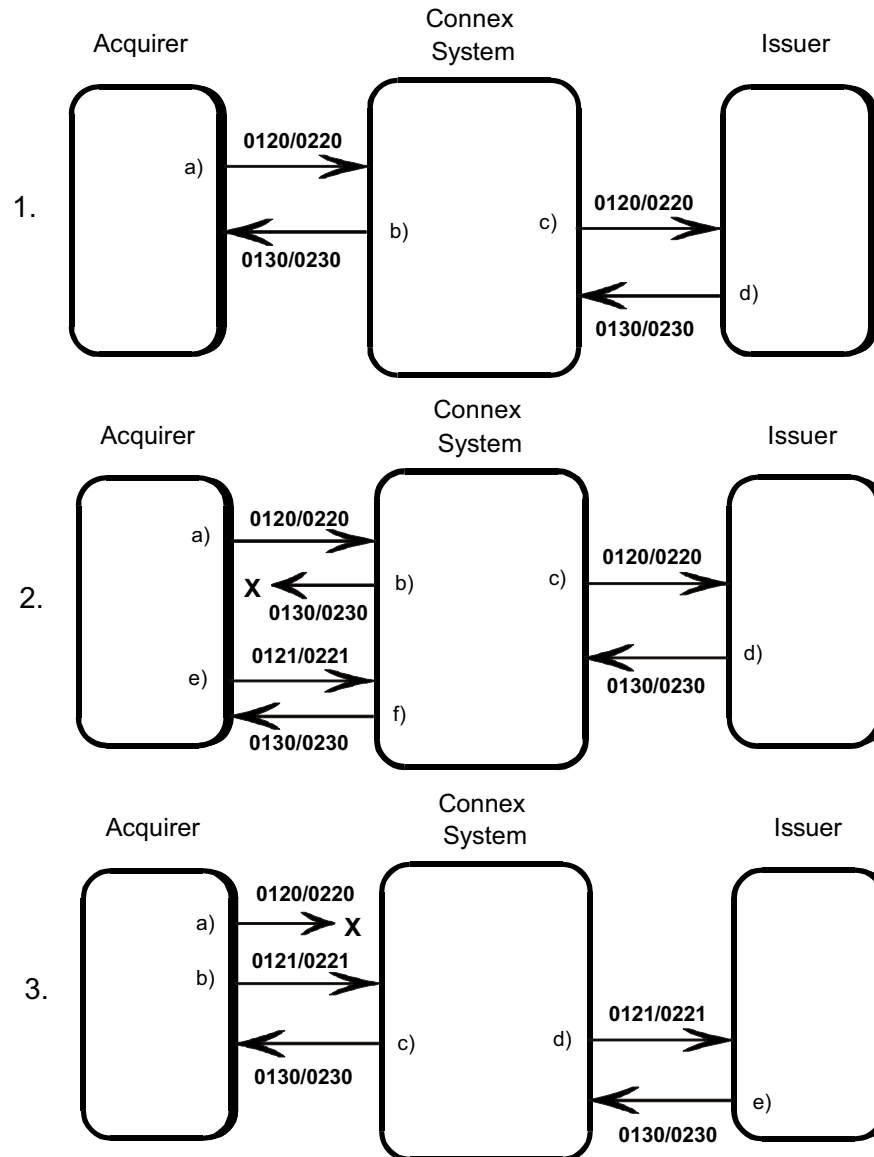 Connex
Acquirer System Issuer
0120/0220
a)
1. 0120/0220
b) c)
0130/0230
d)
0130/0230
Connex
Acquirer System Issuer
0120/0220
a)
0120/0220
X b) c)
2. 0130/0230
0121/0221 d)
e) 0130/0230
f)
0130/0230
Connex
Acquirer System Issuer
0120/0220
a) X
0121/0221
b)
3. 0121/0221
c) d)
0130/0230
e)
0130/0230